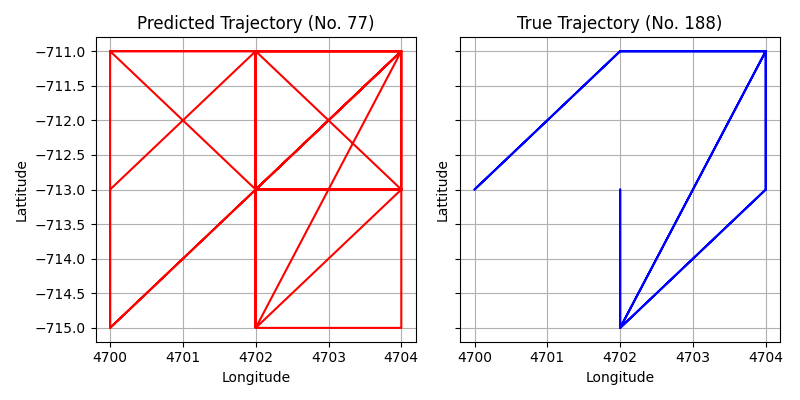 Predicted Trajectory (No. 77)
True Trajectory (No. 188)
Lattitude
−711.0
−711.5
−712.0
−712.5
−713.0
−713.5
−714.0
−714.5
−715.0
4700 4701 4702 4703 4704
Longitude
Lattitude
4700 4701 4702 4703 4704
Longitude